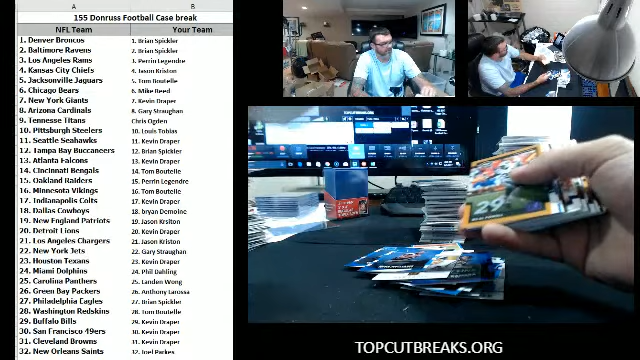 A B
155 Donruss Football Case break
NFL Team Your Team
1. Denver Broncos 1. Brian Spickler
2. Baltimore Ravens 2. Brian Spickler
3. Los Angeles Rams 3. Perrin Legendre
4. Kansas City Chiefs 4. Jason Kriston
5. Jacksonville Jaguars 5. Tom Boutelle
6. Chicago Bears 6. Mike Reed
7. New York Giants 7. Kevin Draper
8. Arizona Cardinals 8. Gary Straughan
9. Tennesse Titans Chris Ogden
10. Pittsburgh Steelers 10. Louis Tobias
11. Seattle Seahawks 11. Kevin Draper
12. Tampa Bay Buccaneers 12. Brian Spickler
13. Atlanta Falcons 13. Kevin Draper
14. Cincinnati Bengals 14. Tom Boutelle
15. Oakland Raiders 15. Perrin Legendre
16. Minnesota Vikings 16. Tom Boutelle
17. Indianapolis Colts 17. Kevin Draper
18. Dallas Cowboys 18. bryan Demoine
19. New England Patriots 19. Jason Kriston
20. Detroit Lions 20. Kevin Draper
21. Los Angeles Chargers 21. Jason Kriston
22. New York Jets 22. Gary Straughan
23. Houston Texans 23. Kevin Draper
24. Miami Dolphins 24. Phil Dahling
25. Carolina Panthers 25. Landen Wong
26. Green Bay Packers 26. Anthony Larossa
27. Philadelphia Eagles 27. Brian Spickler
28. Washington Redskins 28. Tom Boutelle
29. Buffalo Bills 29. Kevin Draper
30. San Francisco 49ers 30. Kevin Draper
31. Cleveland Browns 31. Kevin Draper
32. New Orleans Saints 32. Joel Parkes
TOPCUTBREAKS.ORG
29
TOPCUTBREAKS.ORG